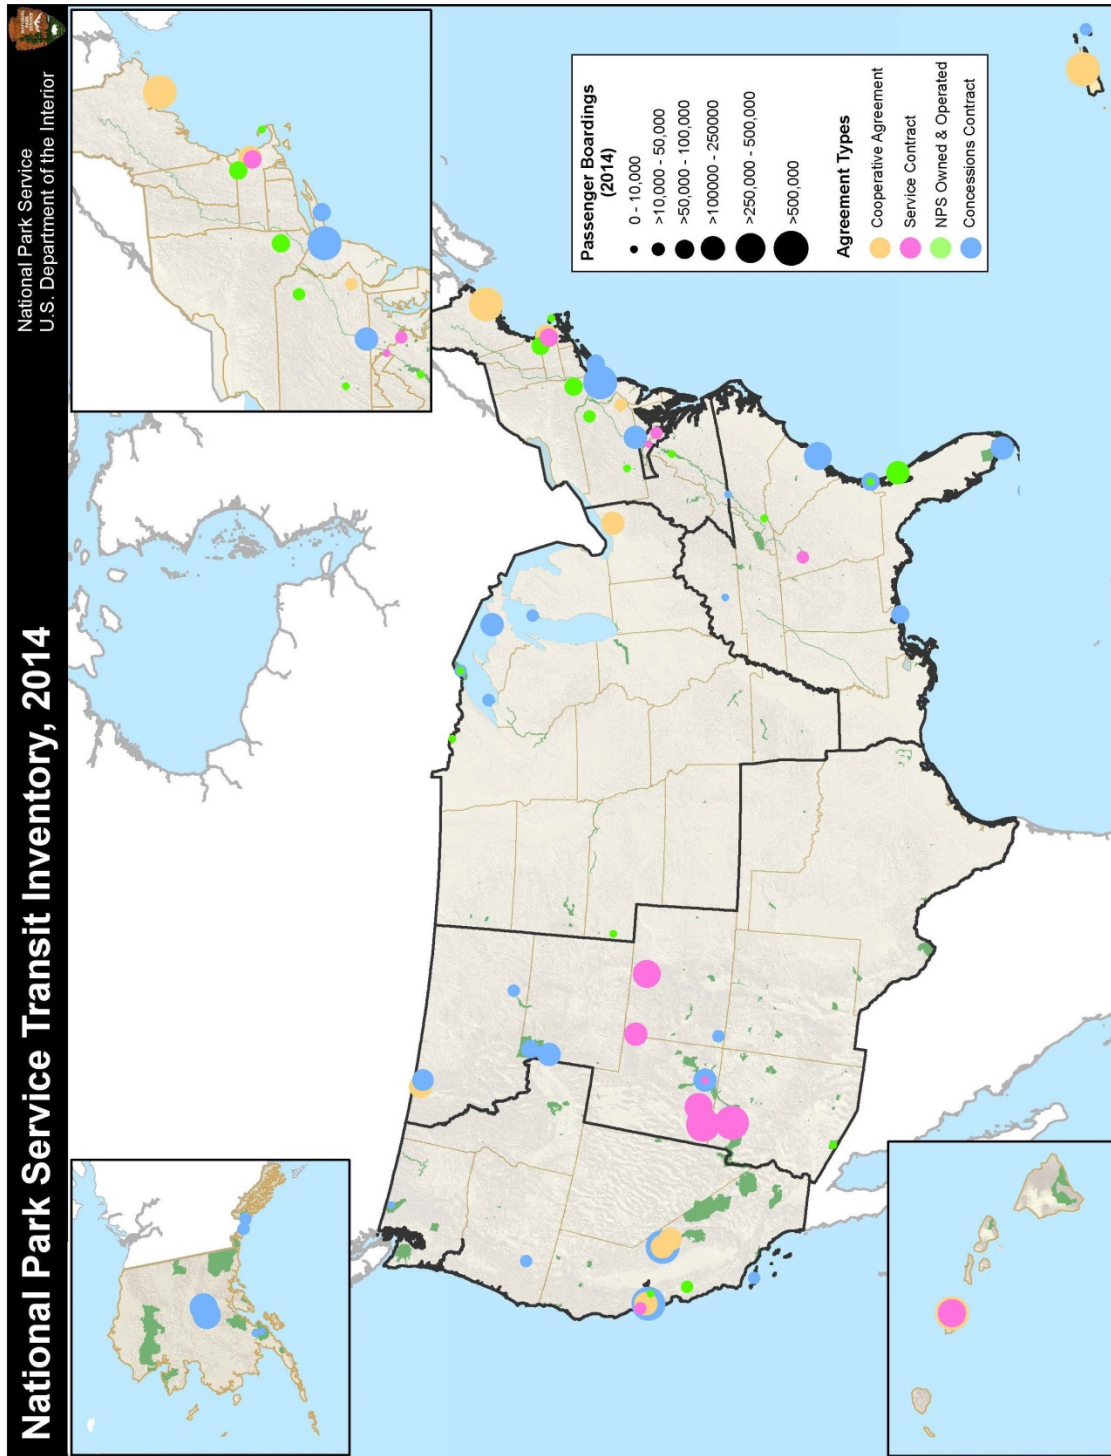 National Park Service Transit Inventory, 2014
National Park Service
U.S. Department of the Interior
Passenger Boardings
(2014)
0 - 10,000
>10,000 - 50,000
>50,000 - 100,000
>100000 - 250000
>250,000 - 500,000
>500,000
Agreement Types
Cooperative Agreement
Service Contract
NPS Owned & Operated
Concessions Contract